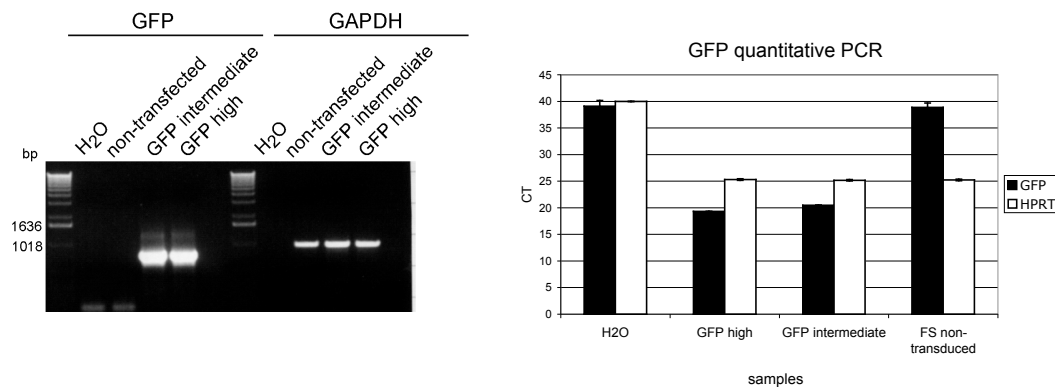 GFP
GAPDH
bp
H2O
non-transfected
GFP intermediate
GFP high
H2O
non-transfected
GFP intermediate
GFP high
1636
1018
GFP quantitative PCR
45
40
35
30
25
20
15
10
5
0
CT
H2O
GFP high
GFP intermediate
FS non-
transduced
samples
GFP
HPRT